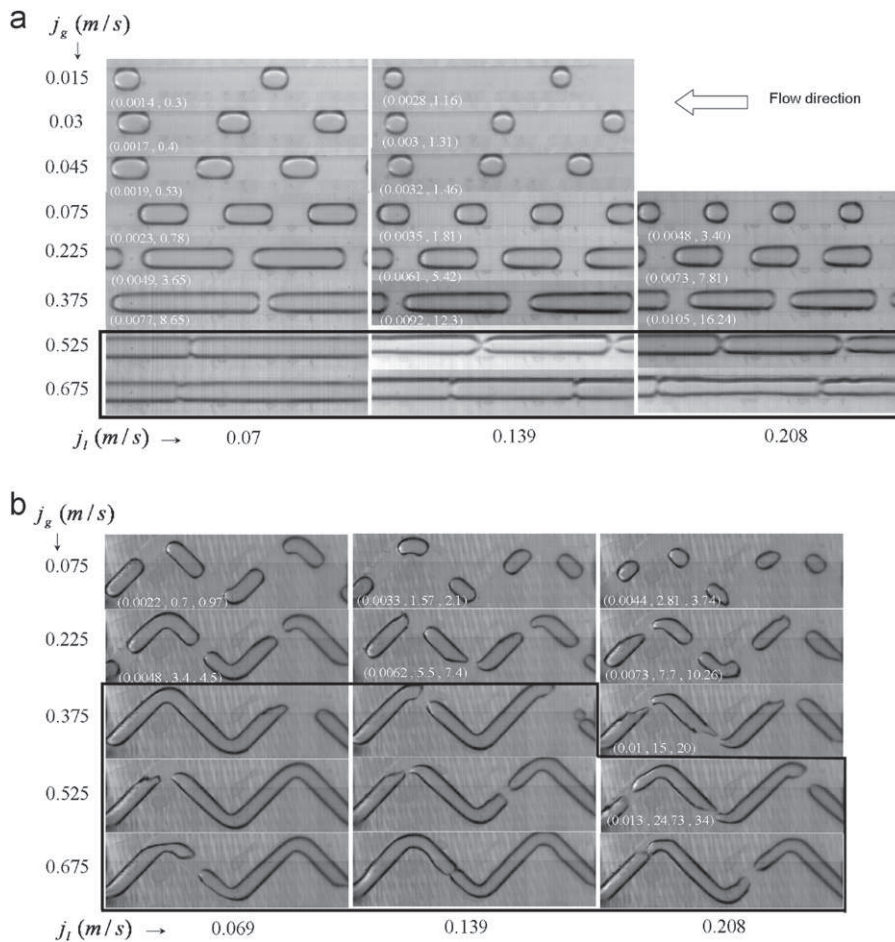 a
j_g (m/s)
↓
0.015
(0.0014 , 0.3)
(0.0028 , 1.16)
Flow direction
0.03
(0.0017 , 0.4)
(0.003 , 1.31)
0.045
(0.0019, 0.53)
(0.0032 , 1.46)
0.075
(0.0023, 0.78)
(0.0035 , 1.81)
(0.0048 , 3.40)
0.225
(0.0049, 3.65)
(0.0061, 5.42)
(0.0073, 7.81)
0.375
(0.0077, 8.65)
(0.0092, 12.3)
(0.0105 , 16.24)
0.525
0.675
j_l (m/s) → 0.07 0.139 0.208
b
j_g (m/s)
↓
0.075
(0.0022 , 0.7 , 0.97)
(0.0033 , 1.57 , 2.1)
(0.0044 , 2.81 , 3.74)
0.225
(0.0048 , 3.4 , 4.5)
(0.0062 , 5.5 , 7.4)
(0.0073 , 7.7 , 10.26)
0.375
(0.01 , 15 , 20)
0.525
(0.013 , 24.73 , 34)
0.675
j_l (m/s) → 0.069 0.139 0.208